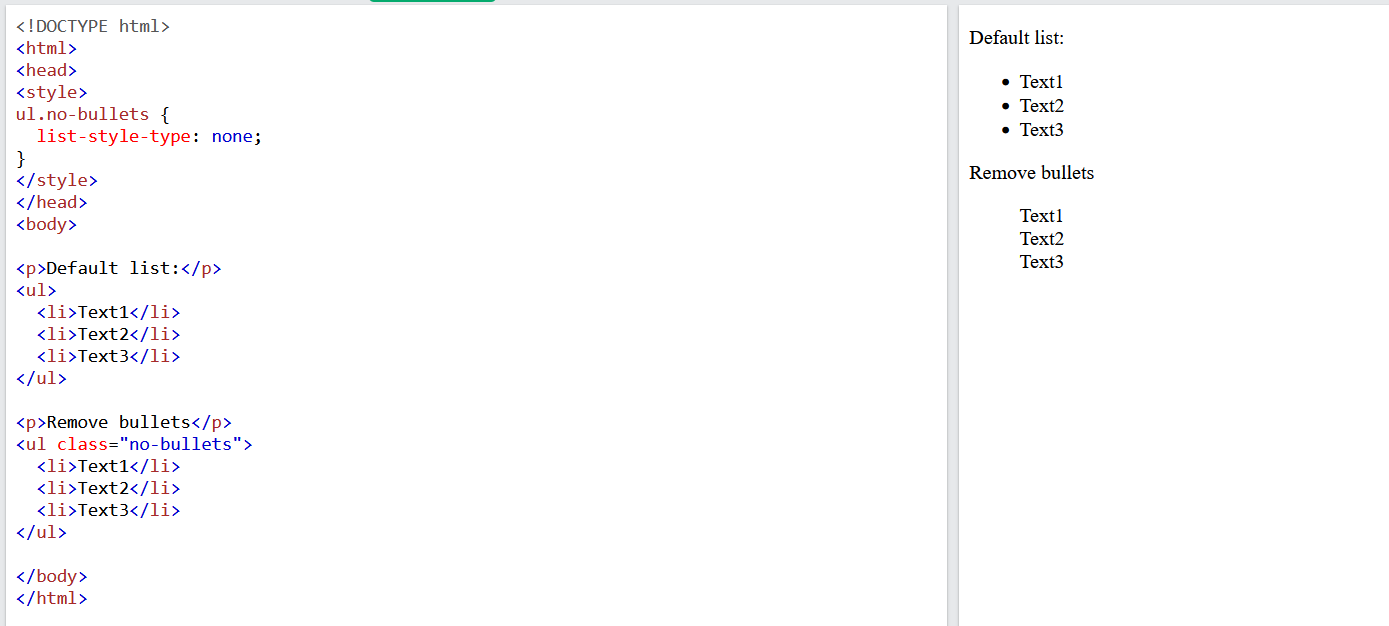 <!DOCTYPE html>
<html>
<head>
<style>
ul.no-bullets {
  list-style-type: none;
}
</style>
</head>
<body>

<p>Default list:</p>
<ul>
  <li>Text1</li>
  <li>Text2</li>
  <li>Text3</li>
</ul>

<p>Remove bullets</p>
<ul class="no-bullets">
  <li>Text1</li>
  <li>Text2</li>
  <li>Text3</li>
</ul>

</body>
</html>
Default list:
• Text1
• Text2
• Text3
Remove bullets
Text1
Text2
Text3